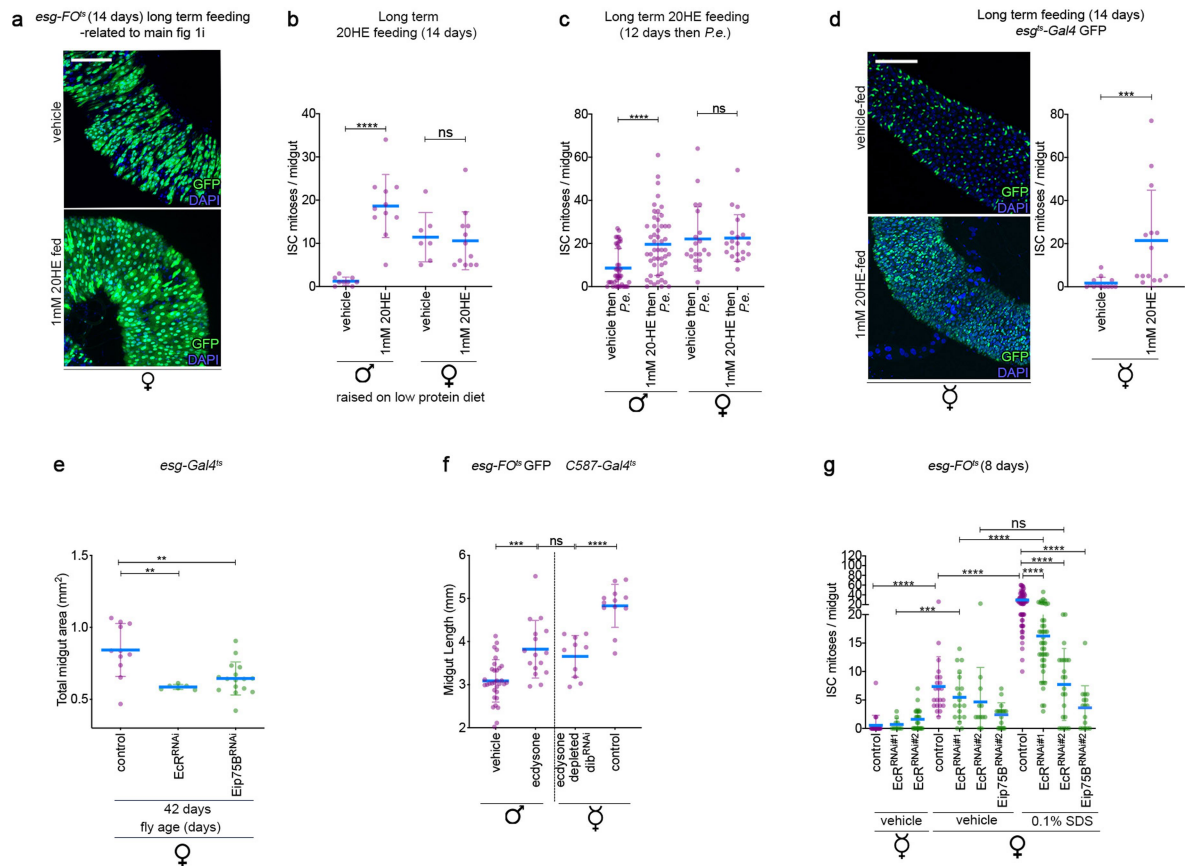 a
esg-FOts (14 days) long term feeding
-related to main fig 1i
vehicle
GFP
DAPI
1mM 20HE fed
GFP
DAPI
♀
b
Long term
20HE feeding (14 days)
ISC mitoses / midgut
40
30
20
10
0
****
ns
vehicle
1mM 20HE
vehicle
1mM 20HE
♂
♀
raised on low protein diet
c
Long term 20HE feeding
(12 days then P.e.)
ISC mitoses / midgut
80
60
40
20
0
****
ns
vehicle then
P.e.
1mM 20-HE then
P.e.
vehicle then
P.e.
1mM 20-HE then
P.e.
♂
♀
d
Long term feeding (14 days)
esgts-Gal4 GFP
vehicle-fed
GFP
DAPI
1mM 20HE-fed
GFP
DAPI
☿
ISC mitoses / midgut
80
60
40
20
0
***
vehicle
1mM 20HE
☿
e
esg-Gal4ts
Total midgut area (mm2)
1.5
1.0
0.5
**
**
control
EcRRNAi
Eip75BRNAi
42 days
fly age (days)
♀
f
esg-FOts GFP
C587-Gal4ts
Midgut Length (mm)
6
5
4
3
2
***
ns
****
vehicle
ecdysone
ecdysone
depleted
dibRNAi
control
♂
☿
g
esg-FOts (8 days)
ISC mitoses / midgut
120
100
80
60
40
20
15
10
5
0
ns
****
****
****
****
****
****
***
control
EcRRNAi#1
EcRRNAi#2
control
EcRRNAi#1
EcRRNAi#2
Eip75BRNAi#2
control
EcRRNAi#1
EcRRNAi#2
Eip75BRNAi#2
vehicle
vehicle
0.1% SDS
☿
♀